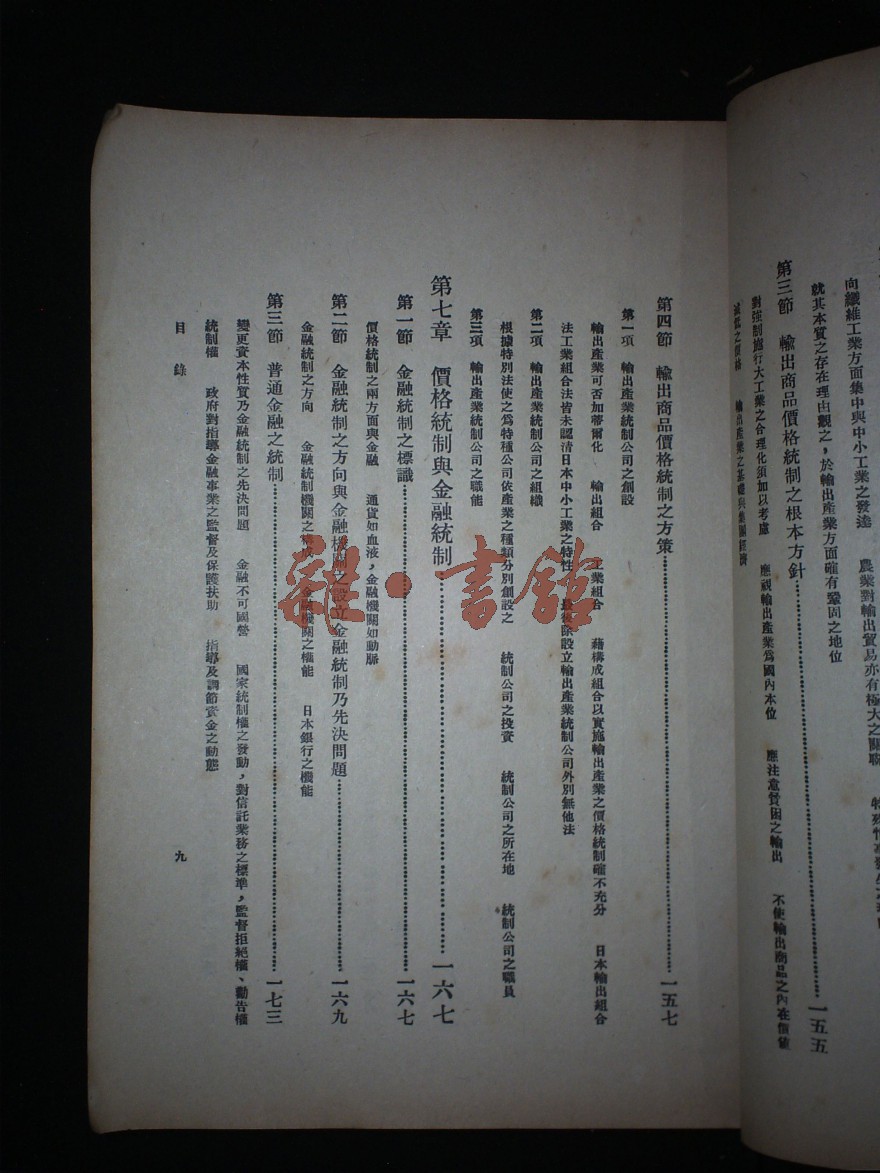 向纖維工業方面集中與中小工業之發達 農業對輸出貿易亦有極大之關聯
就其本質之存在理由觀之，於輸出產業方面確有鞏固之地位
第三節 輸出商品價格統制之根本方針……一五五
對強制施行大工業之合理化須加以考慮 應視輸出產業爲國內本位 應注意貧困之輸出 不使輸出商品之內在價值
減低之價格 輸出產業之基礎與集團經濟
第四節 輸出商品價格統制之方策……一五七
第一項 輸出產業統制公司之創設
輸出產業可否加帶爾化 輸出組合 工業組合 藉構成組合以實施輸出產業之價格統制確不充分 日本輸出組合
法工業組合法皆未認清日本中小工業之特性 最後除設立輸出產業統制公司外別無他法
第二項 輸出產業統制公司之組織
根據特別法使之爲特種公司依產業之種類分別創設之 統制公司之投資 統制公司之所在地 統制公司之職員
第三項 輸出產業統制公司之職能
第七章 價格統制與金融統制……一六七
第一節 金融統制之標識……一六七
價格統制之兩方面與金融 通貨如血液，金融機關如動脈
第二節 金融統制之方向與金融機關之設立金融統制乃先決問題……一六九
金融統制之方向 金融統制機關之構成 金融機關之機能 日本銀行之機能
第三節 普通金融之統制……一七三
變更資本性質乃金融統制之先決問題 金融不可國營 國家統制權之發動，對信託業務之標準，監督拒絕權、勸告權
統制權 政府對指導金融事業之監督及保護扶助 指導及調節資金之動態
目錄 九
雜·書館